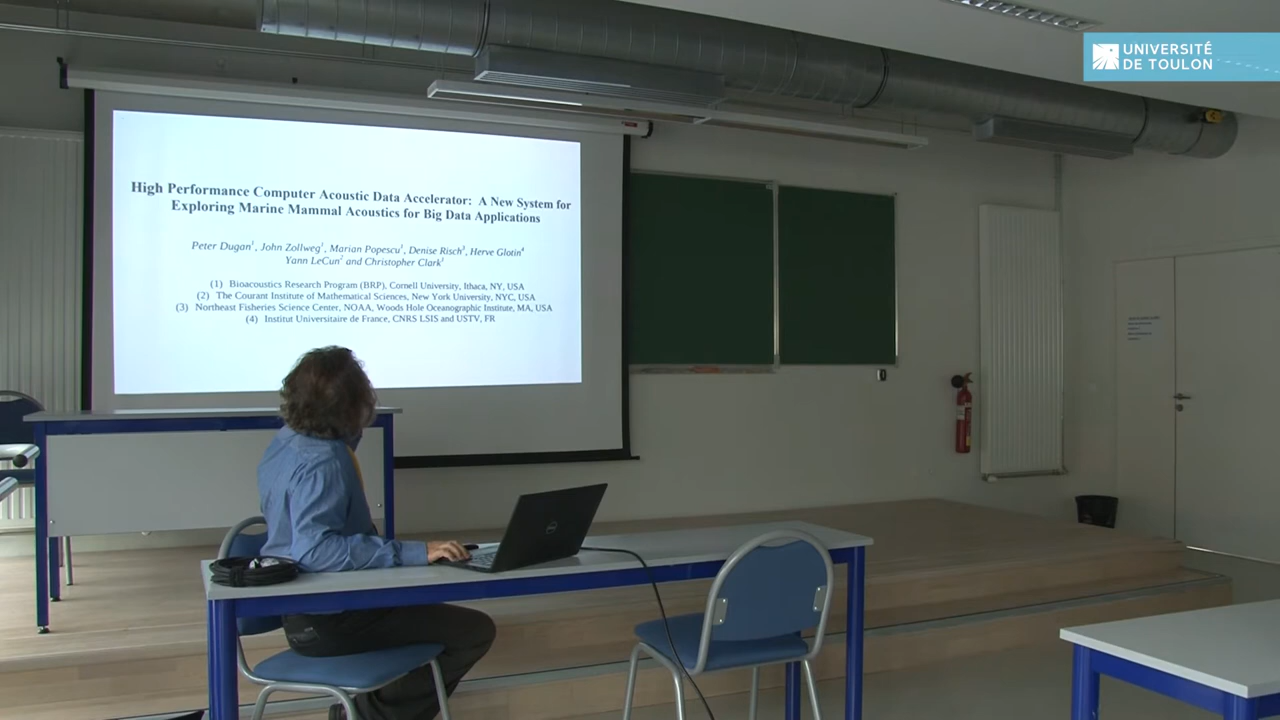 UNIVERSITÉ
DE TOULON
High Performance Computer Acoustic Data Accelerator: A New System for
Exploring Marine Mammal Acoustics for Big Data Applications
Peter Dugan¹, John Zollweg¹, Marian Popescu¹, Denise Risch³, Herve Glotin⁴
Yann LeCun² and Christopher Clark¹
(1) Bioacoustics Research Program (BRP), Cornell University, Ithaca, NY, USA
(2) The Courant Institute of Mathematical Sciences, New York University, NYC, USA
(3) Northeast Fisheries Science Center, NOAA, Woods Hole Oceanographic Institute, MA, USA
(4) Institut Universitaire de France, CNRS LSIS and USTV, FR
DELL